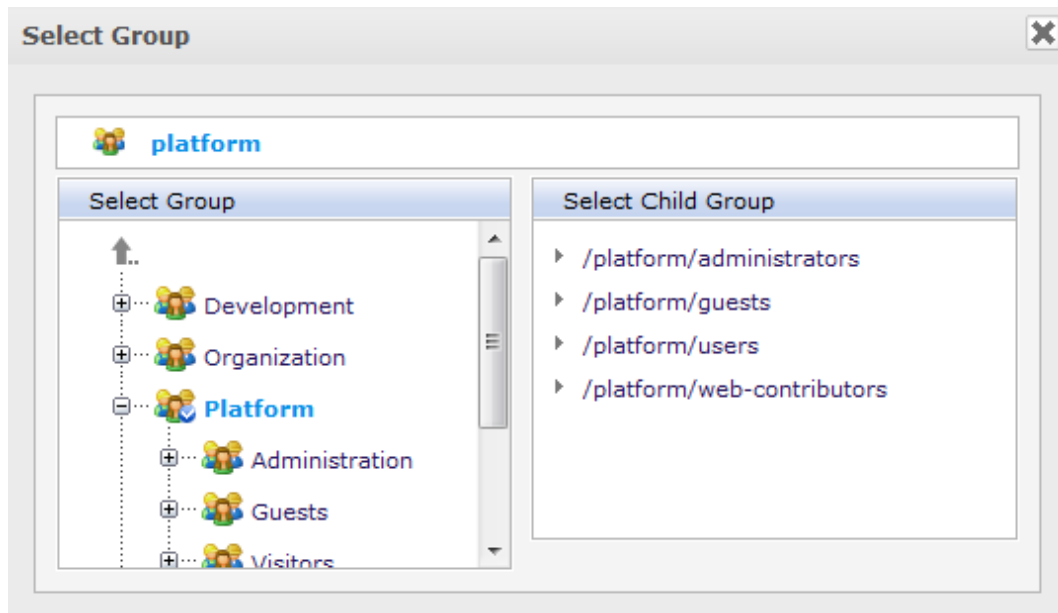 Select Group
platform
Select Group
..
Development
Organization
Platform
Administration
Guests
Visitors
Select Child Group
/platform/administrators
/platform/guests
/platform/users
/platform/web-contributors